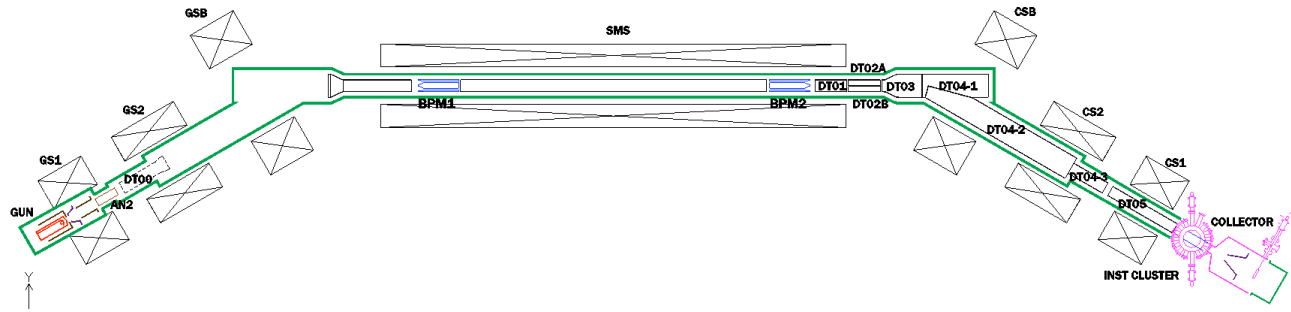 GSB
CSB
SMS
DT02A
DT01
DT03
DT04-1
BPM1
BPM2
DT02B
GS2
CS2
DT04-2
GS1
CS1
DT00
DT04-3
AN2
DT05
GUN
COLLECTOR
INST CLUSTER
Y